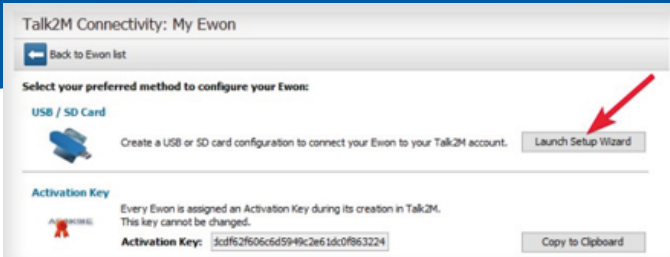 Talk2M Connectivity: My Ewon
Back to Ewon list
Select your preferred method to configure your Ewon:
USB / SD Card
Create a USB or SD card configuration to connect your Ewon to your Talk2M account.
Launch Setup Wizard
Activation Key
Every Ewon is assigned an Activation Key during its creation in Talk2M.
This key cannot be changed.
Activation Key:
Copy to Clipboard